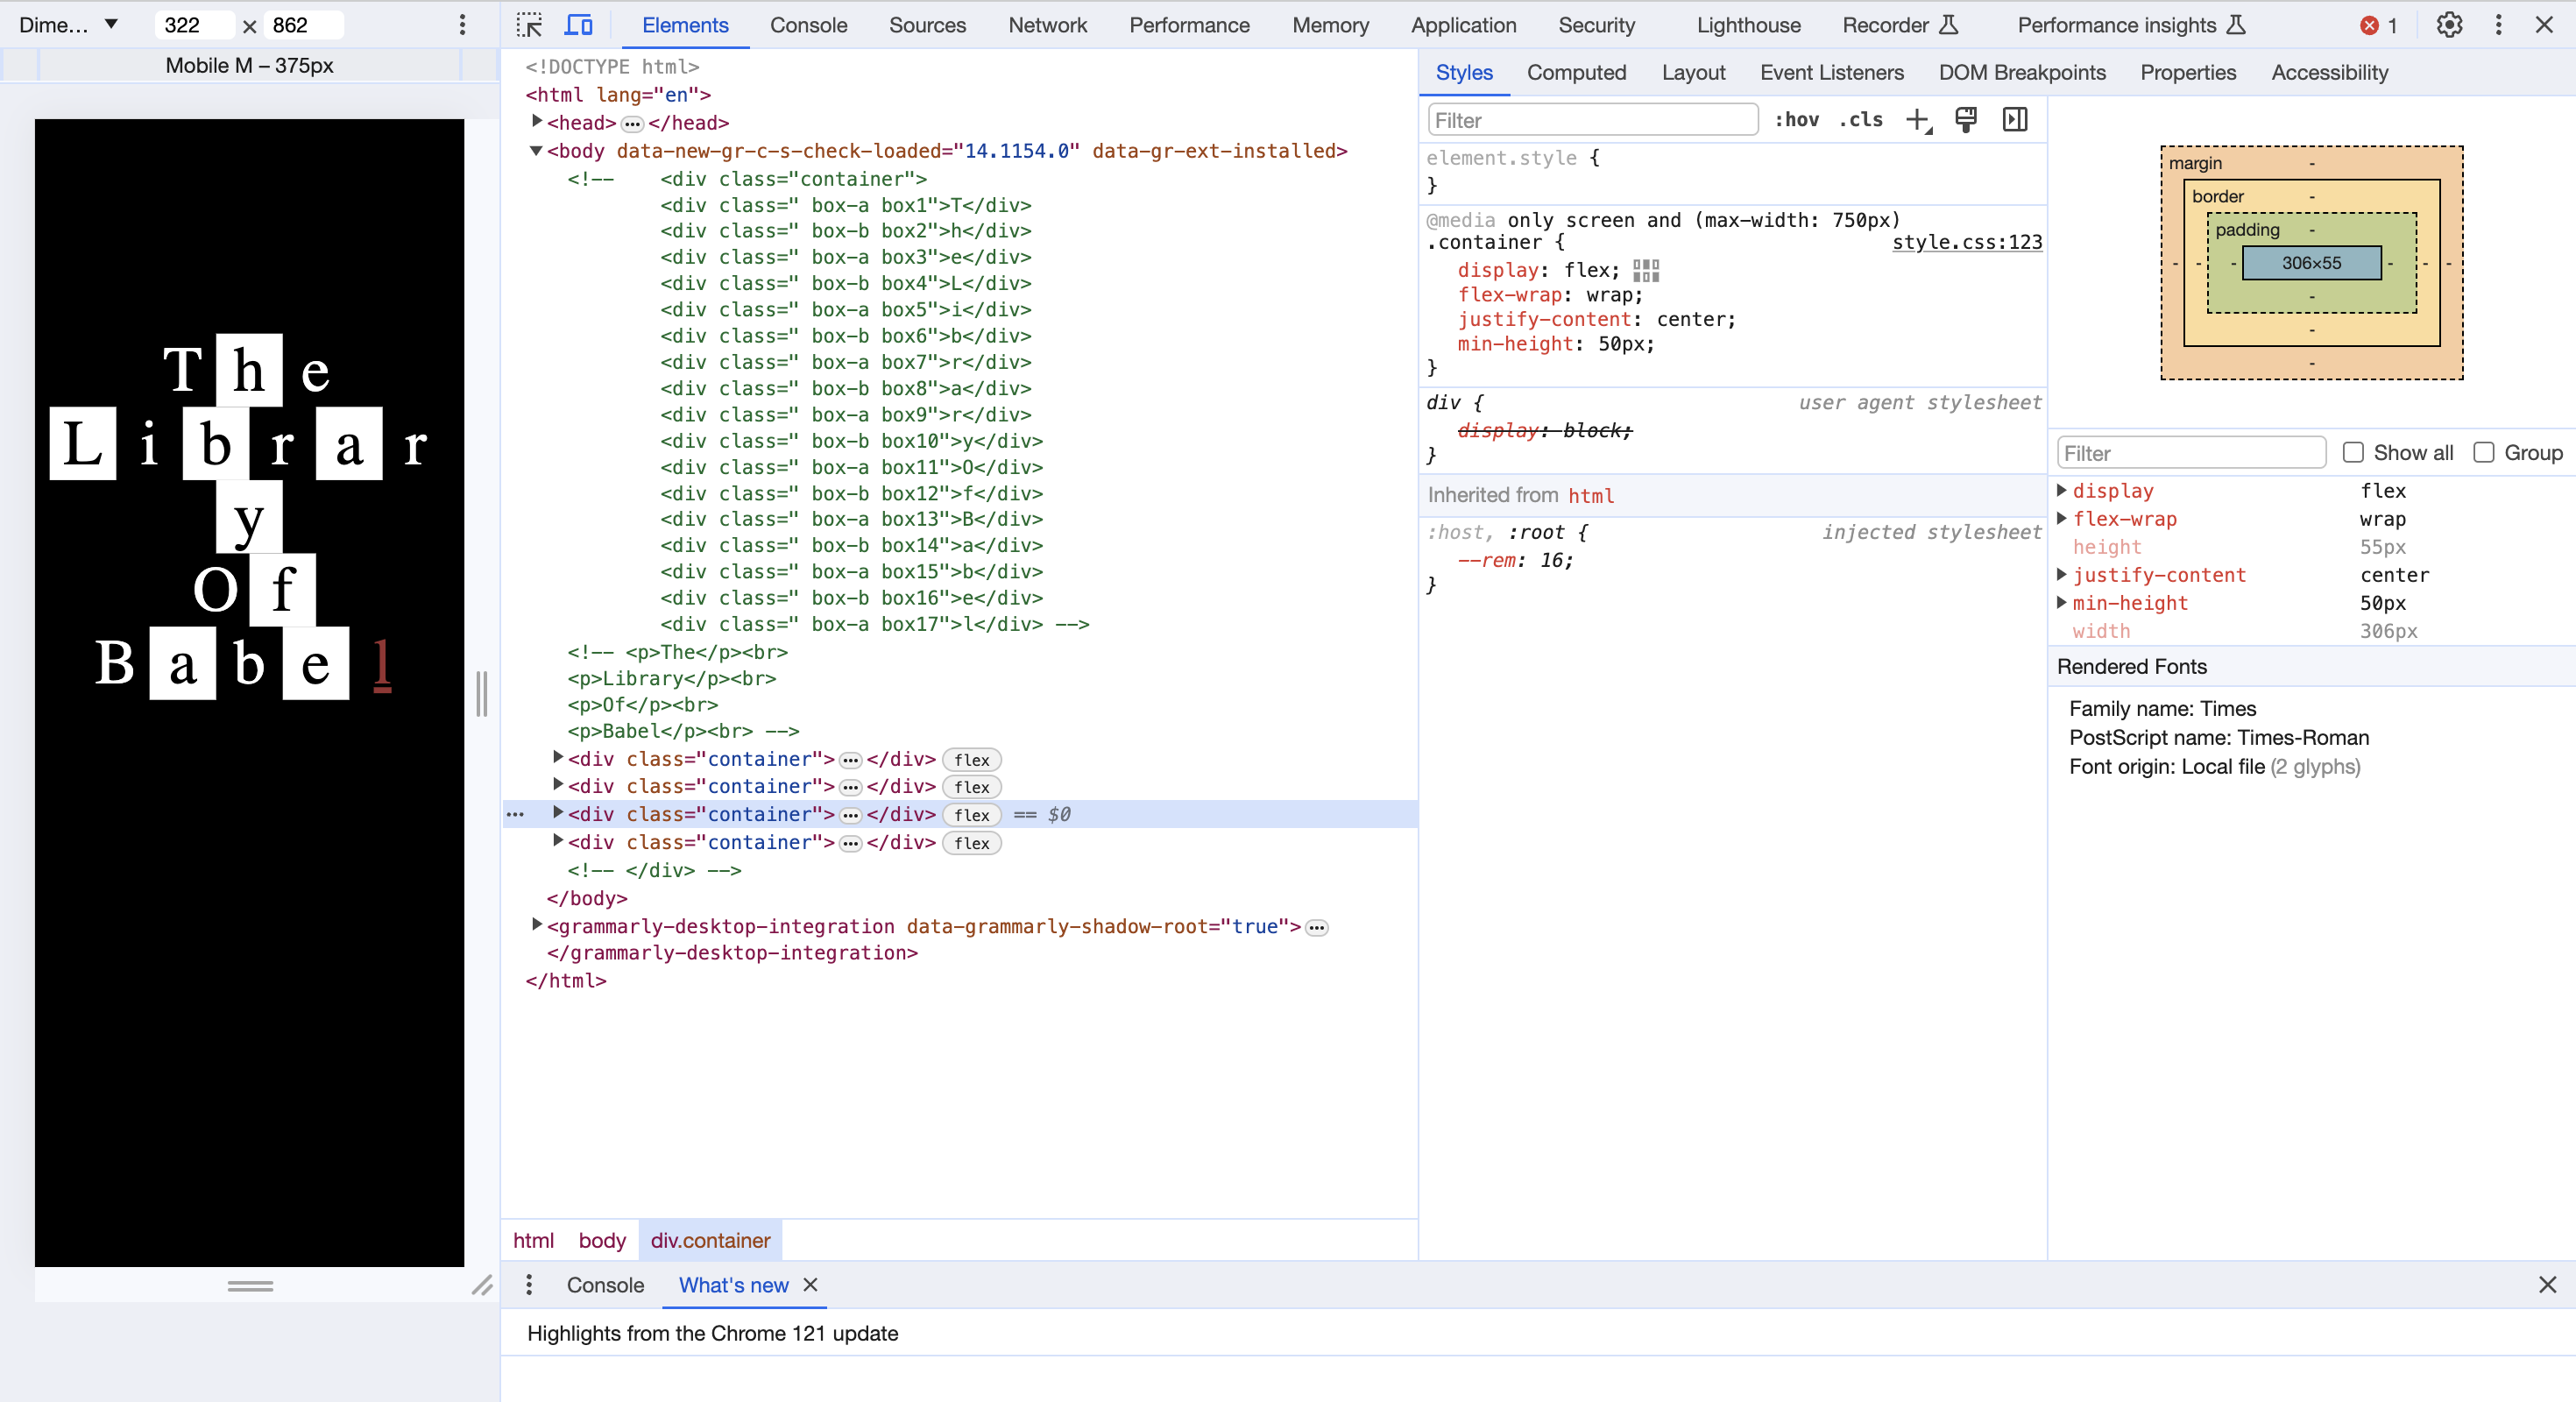 Dime... ▼ 322 × 862
Mobile M – 375px
T h e
L i b r a r
y
O f
B a b e l
Elements Console Sources Network Performance Memory Application Security Lighthouse Recorder Performance insights 1
<!DOCTYPE html>
<html lang="en">
<head> ••• </head>
<body data-new-gr-c-s-check-loaded="14.1154.0" data-gr-ext-installed>
<!-- <div class="container">
<div class=" box-a box1">T</div>
<div class=" box-b box2">h</div>
<div class=" box-a box3">e</div>
<div class=" box-b box4">L</div>
<div class=" box-a box5">i</div>
<div class=" box-b box6">b</div>
<div class=" box-a box7">r</div>
<div class=" box-b box8">a</div>
<div class=" box-a box9">r</div>
<div class=" box-b box10">y</div>
<div class=" box-a box11">O</div>
<div class=" box-b box12">f</div>
<div class=" box-a box13">B</div>
<div class=" box-b box14">a</div>
<div class=" box-a box15">b</div>
<div class=" box-b box16">e</div>
<div class=" box-a box17">l</div> -->
<!-- <p>The</p><br>
<p>Library</p><br>
<p>Of</p><br>
<p>Babel</p><br> -->
<div class="container"> ••• </div> flex
<div class="container"> ••• </div> flex
••• <div class="container"> ••• </div> flex == $0
<div class="container"> ••• </div> flex
<!-- </div> -->
</body>
<grammarly-desktop-integration data-grammarly-shadow-root="true"> •••
</grammarly-desktop-integration>
</html>
html body div.container
Styles Computed Layout Event Listeners DOM Breakpoints Properties Accessibility
Filter :hov .cls
element.style {
}
@media only screen and (max-width: 750px)
.container { style.css:123
display: flex;
flex-wrap: wrap;
justify-content: center;
min-height: 50px;
}
div { user agent stylesheet
display: block;
}
Inherited from html
:host, :root { injected stylesheet
--rem: 16;
}
margin -
border -
padding -
- - - 306×55 - - -
-
-
-
Filter Show all Group
display flex
flex-wrap wrap
height 55px
justify-content center
min-height 50px
width 306px
Rendered Fonts
Family name: Times
PostScript name: Times-Roman
Font origin: Local file (2 glyphs)
Console What's new
Highlights from the Chrome 121 update